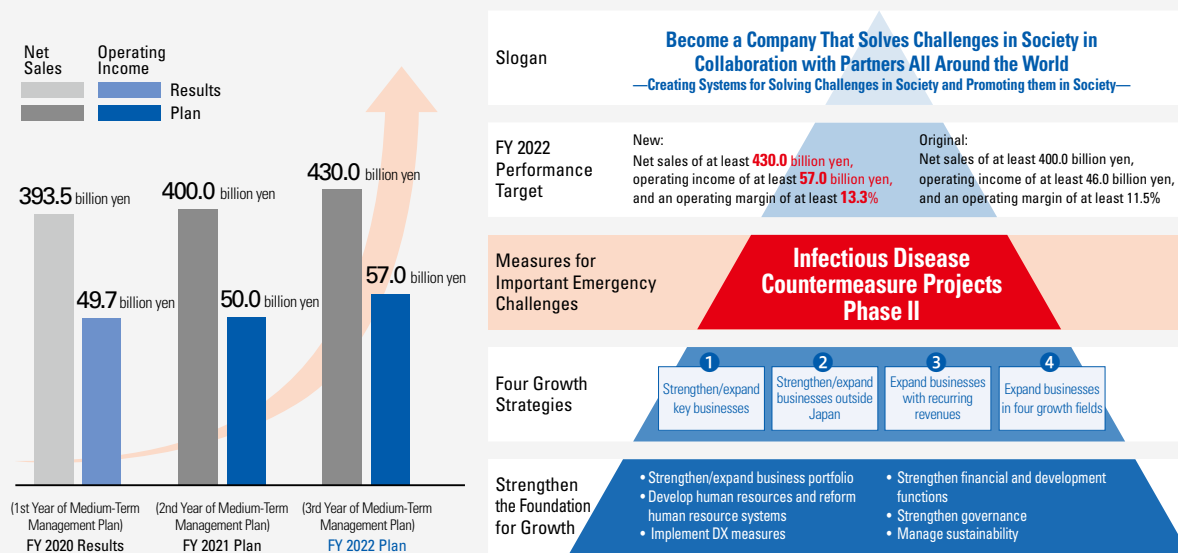 Net
Sales
Operating
Income
Results
Plan
393.5 billion yen
49.7 billion yen
400.0 billion yen
50.0 billion yen
430.0 billion yen
57.0 billion yen
(1st Year of Medium-Term
Management Plan)
FY 2020 Results
(2nd Year of Medium-Term
Management Plan)
FY 2021 Plan
(3rd Year of Medium-Term
Management Plan)
FY 2022 Plan
Slogan
Become a Company That Solves Challenges in Society in
Collaboration with Partners All Around the World
—Creating Systems for Solving Challenges in Society and Promoting them in Society—
FY 2022
Performance
Target
New:
Net sales of at least 430.0 billion yen,
operating income of at least 57.0 billion yen,
and an operating margin of at least 13.3%
Original:
Net sales of at least 400.0 billion yen,
operating income of at least 46.0 billion yen,
and an operating margin of at least 11.5%
Measures for
Important Emergency
Challenges
Infectious Disease
Countermeasure Projects
Phase II
Four Growth
Strategies
1
Strengthen/expand
key businesses
2
Strengthen/expand
businesses outside
Japan
3
Expand businesses
with recurring
revenues
4
Expand businesses
in four growth fields
Strengthen
the Foundation
for Growth
• Strengthen/expand business portfolio
• Develop human resources and reform
human resource systems
• Implement DX measures
• Strengthen financial and development
functions
• Strengthen governance
• Manage sustainability